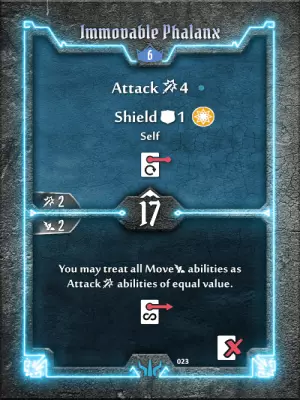 Immovable Phalanx
6
Attack 4
Shield 1
Self
2
17
2
You may treat all Move abilities as
Attack abilities of equal value.
023